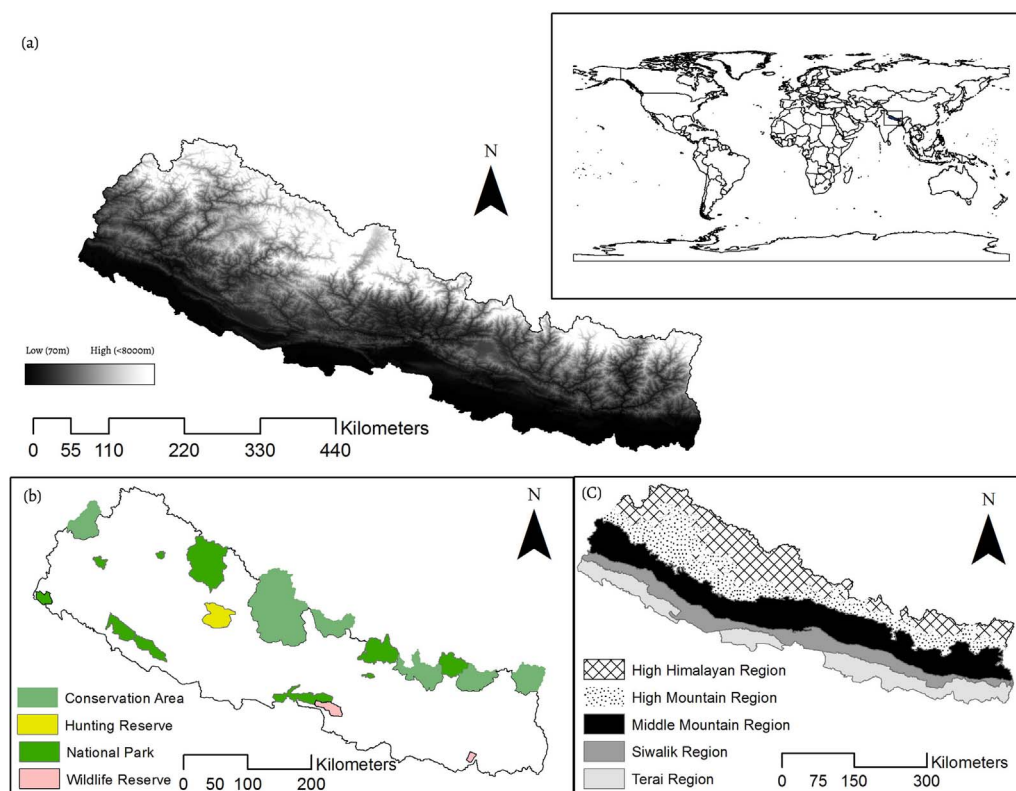 (a)
N
Low (70m) High (<8000m)
Kilometers
0 55 110 220 330 440
(b)
N
Conservation Area
Hunting Reserve
National Park
Wildlife Reserve
Kilometers
0 50 100 200
(C)
N
High Himalayan Region
High Mountain Region
Middle Mountain Region
Siwalik Region
Terai Region
Kilometers
0 75 150 300